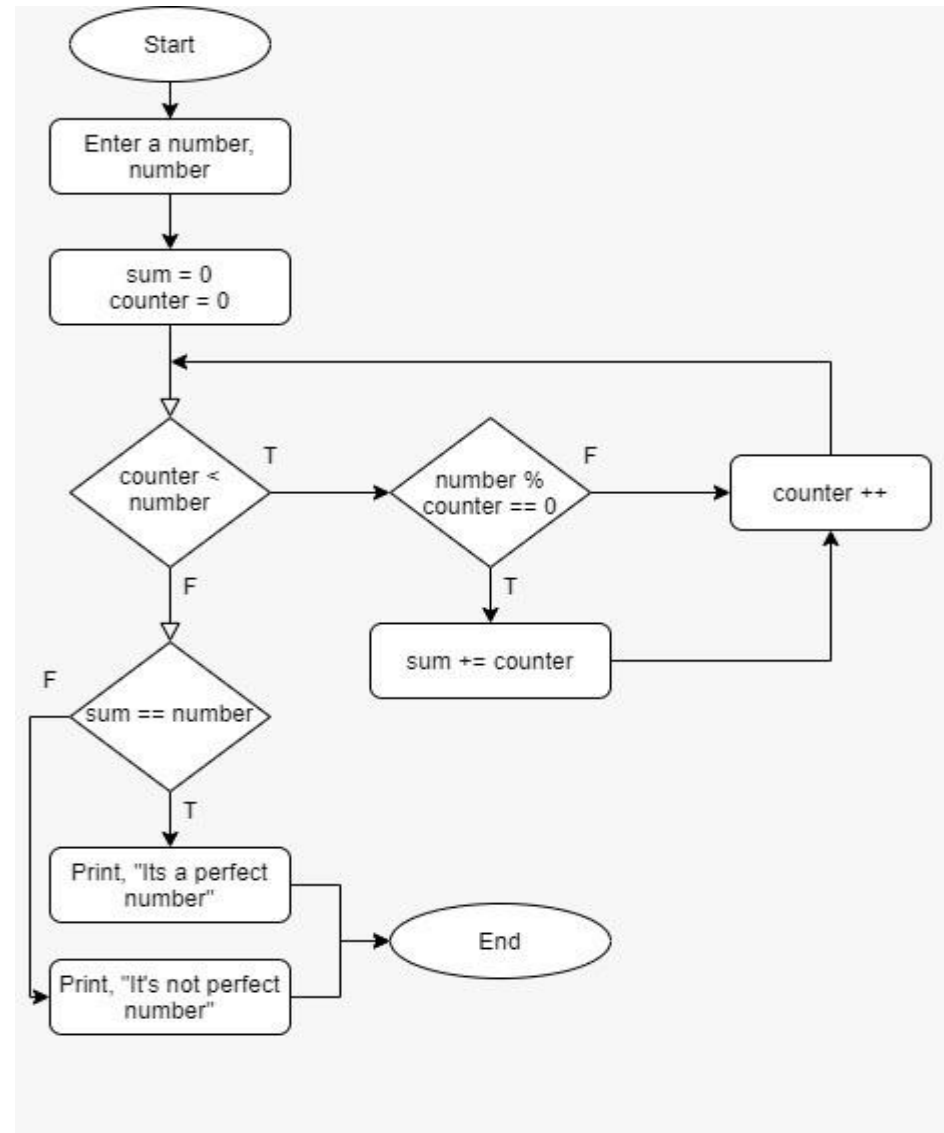 Start
Enter a number,
number
sum = 0
counter = 0
T
F
counter <
number
number %
counter == 0
counter ++
F
T
sum += counter
F
sum == number
T
Print, "Its a perfect
number"
End
Print, "It's not perfect
number"